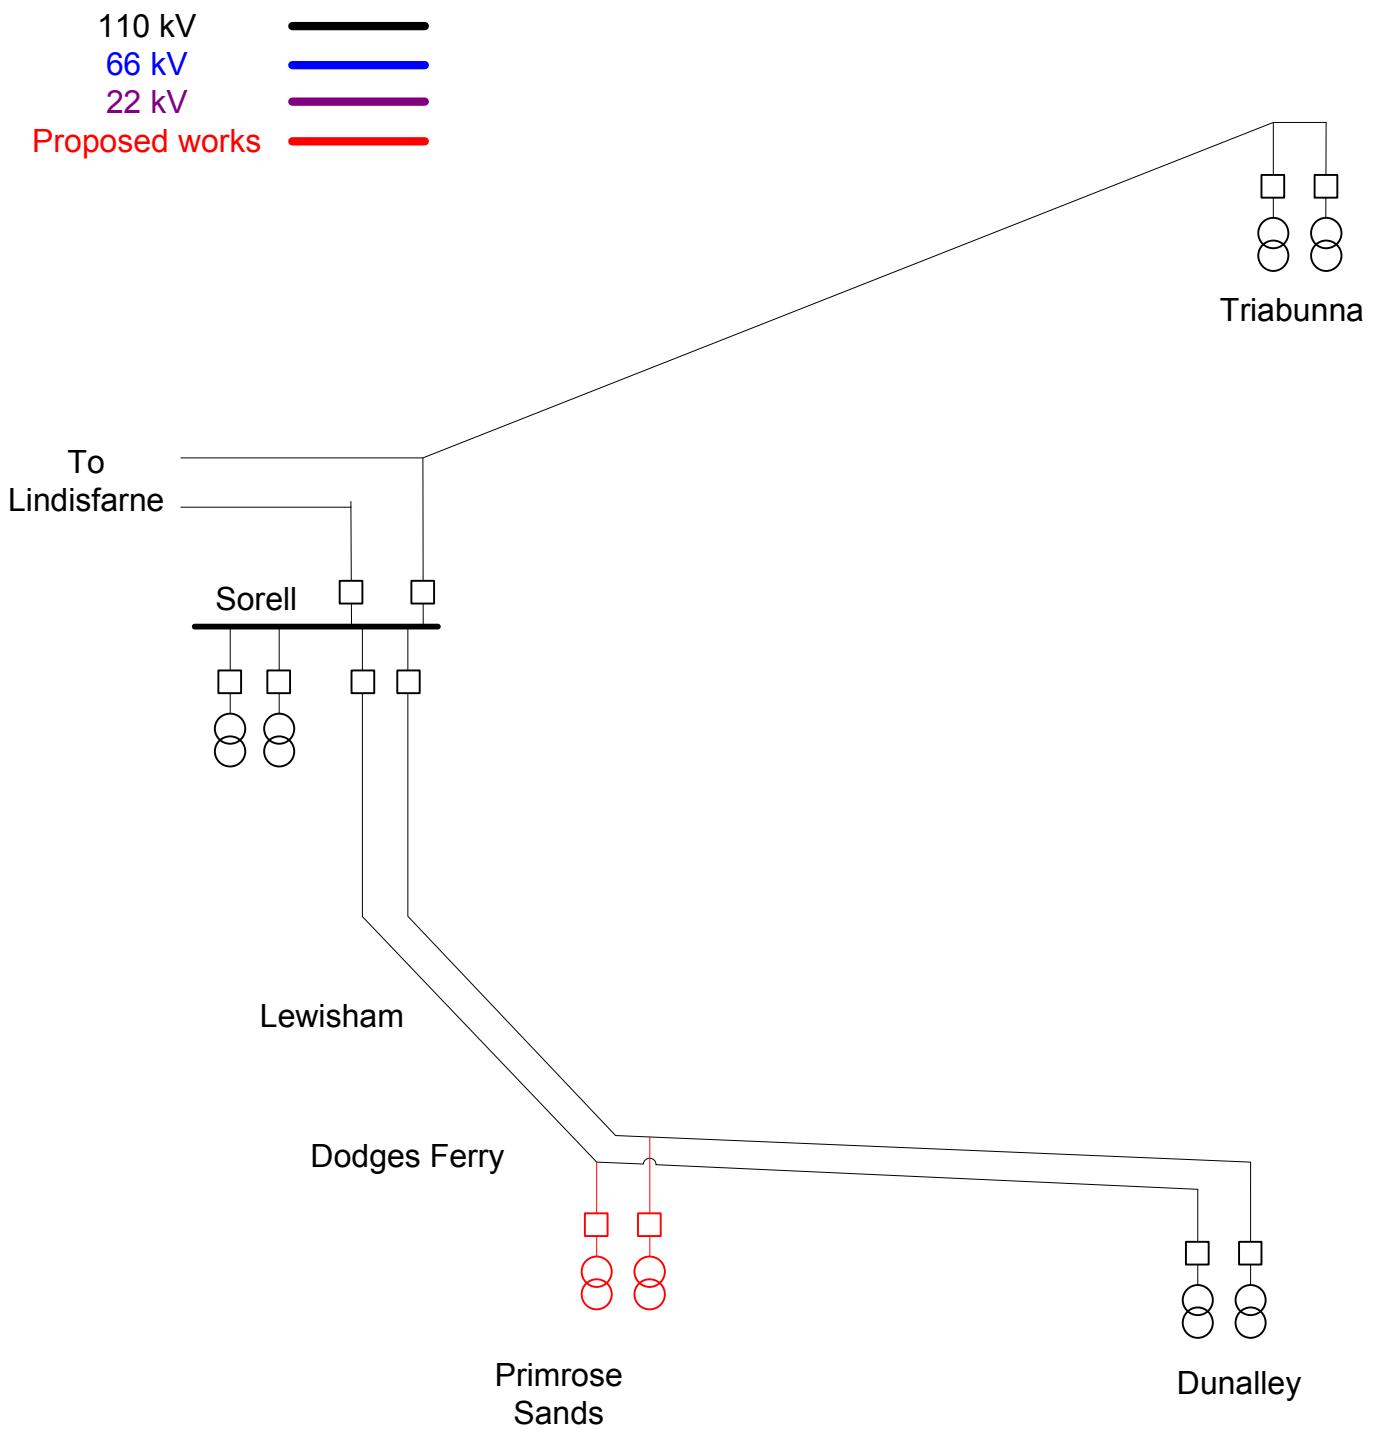 110 kV
66 kV
22 kV
Proposed works
Triabunna
To
Lindisfarne
Sorell
Lewisham
Dodges Ferry
Primrose
Sands
Dunalley